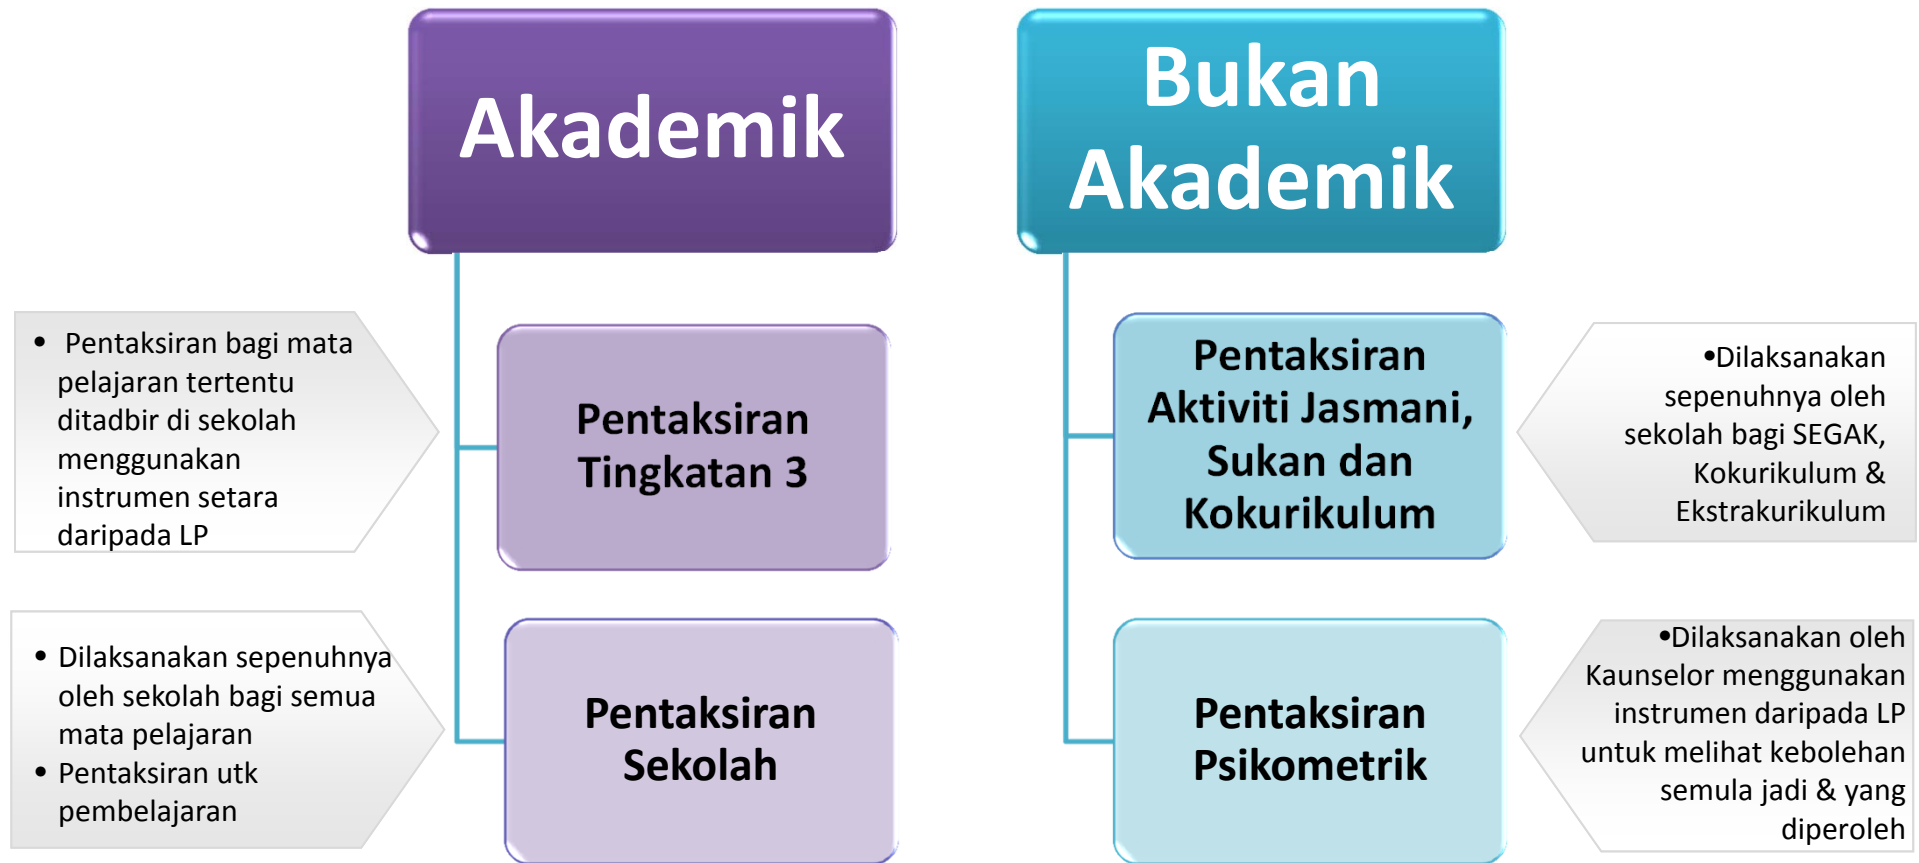 Akademik
• Pentaksiran bagi mata
pelajaran tertentu
ditadbir di sekolah
menggunakan
instrumen setara
daripada LP
Pentaksiran
Tingkatan 3
• Dilaksanakan sepenuhnya
oleh sekolah bagi semua
mata pelajaran
• Pentaksiran utk
pembelajaran
Pentaksiran
Sekolah
Bukan
Akademik
Pentaksiran
Aktiviti Jasmani,
Sukan dan
Kokurikulum
•Dilaksanakan
sepenuhnya oleh
sekolah bagi SEGAK,
Kokurikulum &
Ekstrakurikulum
Pentaksiran
Psikometrik
•Dilaksanakan oleh
Kaunselor menggunakan
instrumen daripada LP
untuk melihat kebolehan
semula jadi & yang
diperoleh